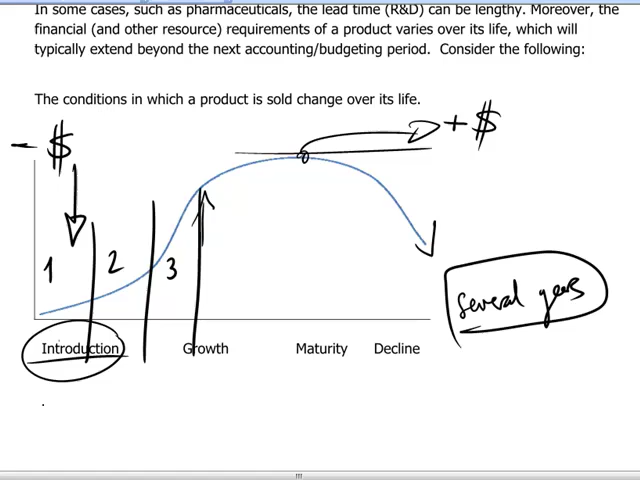 In some cases, such as pharmaceuticals, the lead time (R&D) can be lengthy. Moreover, the
financial (and other resource) requirements of a product varies over its life, which will
typically extend beyond the next accounting/budgeting period. Consider the following:
The conditions in which a product is sold change over its life.
- $
+ $
1 2 3
several years
Introduction Growth Maturity Decline